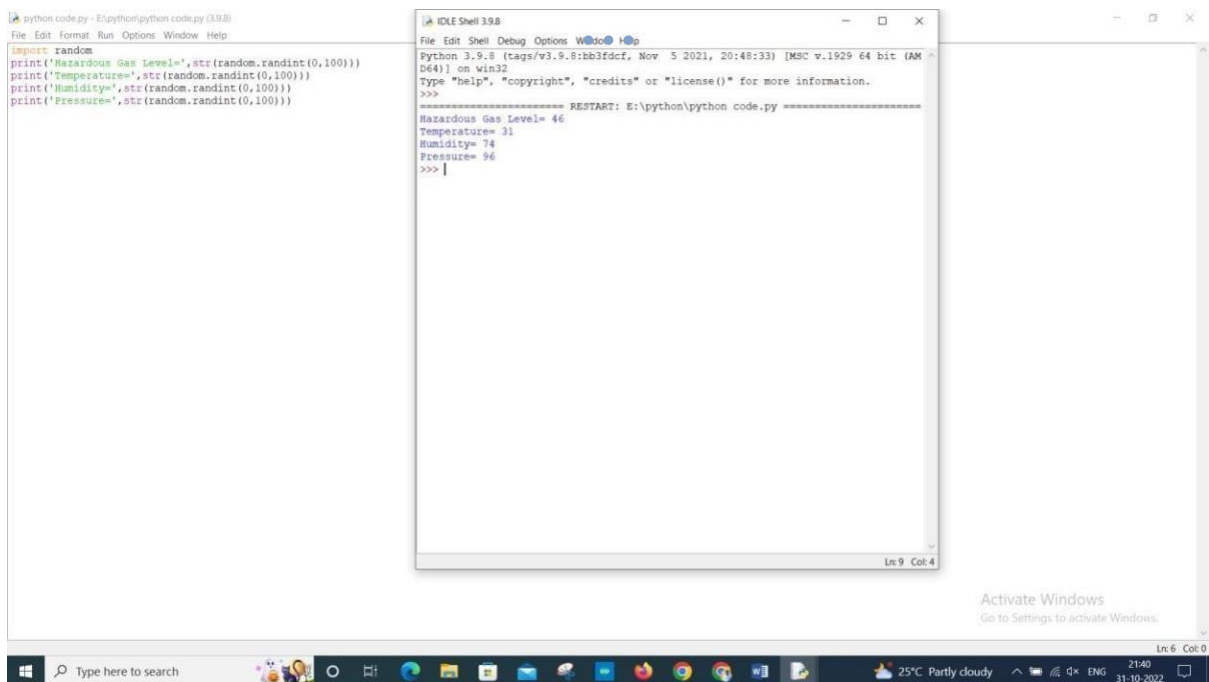 python code.py - E:\python\python code.py (3.9.8)
File Edit Format Run Options Window Help
import random
print('Hazardous Gas Level=',str(random.randint(0,100)))
print('Temperature=',str(random.randint(0,100)))
print('Humidity=',str(random.randint(0,100)))
print('Pressure=',str(random.randint(0,100)))
IDLE Shell 3.9.8
File Edit Shell Debug Options
Python 3.9.8 (tags/v3.9.8:bb3fdcf, Nov 5 2021, 20:48:33) [MSC v.1929 64 bit (AM
D64)] on win32
Type "help", "copyright", "credits" or "license()" for more information.
>>>
====================== RESTART: E:\python\python code.py =====================
Hazardous Gas Level= 46
Temperature= 31
Humidity= 74
Pressure= 96
>>>
Ln: 9 Col: 4
Activate Windows
Go to Settings to activate Windows.
Ln: 6 Col: 0
Type here to search
25°C Partly cloudy
ENG
21:40
31-10-2022